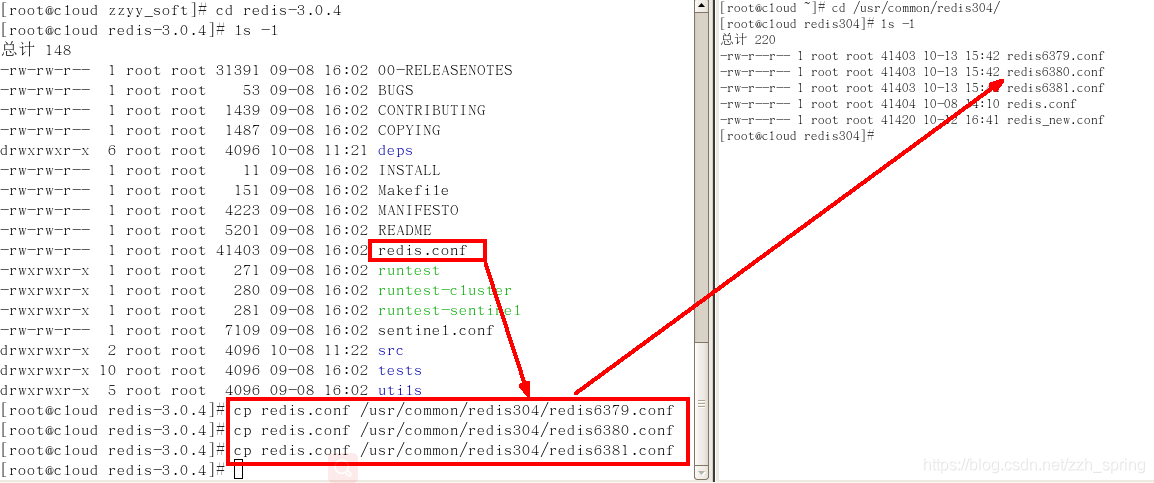 [root@cloud zzyy_soft]# cd redis-3.0.4
[root@cloud redis-3.0.4]# ls -l
总计 148
-rw-rw-r-- 1 root root 31391 09-08 16:02 00-RELEASENOTES
-rw-rw-r-- 1 root root 53 09-08 16:02 BUGS
-rw-rw-r-- 1 root root 1439 09-08 16:02 CONTRIBUTING
-rw-rw-r-- 1 root root 1487 09-08 16:02 COPYING
drwxrwxr-x 6 root root 4096 10-08 11:21 deps
-rw-rw-r-- 1 root root 11 09-08 16:02 INSTALL
-rw-rw-r-- 1 root root 151 09-08 16:02 Makefile
-rw-rw-r-- 1 root root 4223 09-08 16:02 MANIFESTO
-rw-rw-r-- 1 root root 5201 09-08 16:02 README
-rw-rw-r-- 1 root root 41403 09-08 16:02 redis.conf
-rwxrwxr-x 1 root root 271 09-08 16:02 runtest
-rwxrwxr-x 1 root root 280 09-08 16:02 runtest-cluster
-rwxrwxr-x 1 root root 281 09-08 16:02 runtest-sentinel
-rw-rw-r-- 1 root root 7109 09-08 16:02 sentinel.conf
drwxrwxr-x 2 root root 4096 10-08 11:22 src
drwxrwxr-x 10 root root 4096 09-08 16:02 tests
drwxrwxr-x 5 root root 4096 09-08 16:02 utils
[root@cloud redis-3.0.4]# cp redis.conf /usr/common/redis304/redis6379.conf
[root@cloud redis-3.0.4]# cp redis.conf /usr/common/redis304/redis6380.conf
[root@cloud redis-3.0.4]# cp redis.conf /usr/common/redis304/redis6381.conf
[root@cloud redis-3.0.4]#
[root@cloud ~]# cd /usr/common/redis304/
[root@cloud redis304]# ls -l
总计 220
-rw-r--r-- 1 root root 41403 10-13 15:42 redis6379.conf
-rw-r--r-- 1 root root 41403 10-13 15:42 redis6380.conf
-rw-r--r-- 1 root root 41403 10-13 redis6381.conf
-rw-r--r-- 1 root root 41404 10-08 14:10 redis.conf
-rw-r--r-- 1 root root 41420 10-12 16:41 redis_new.conf
[root@cloud redis304]#
https://blog.csdn.net/zzh_spring